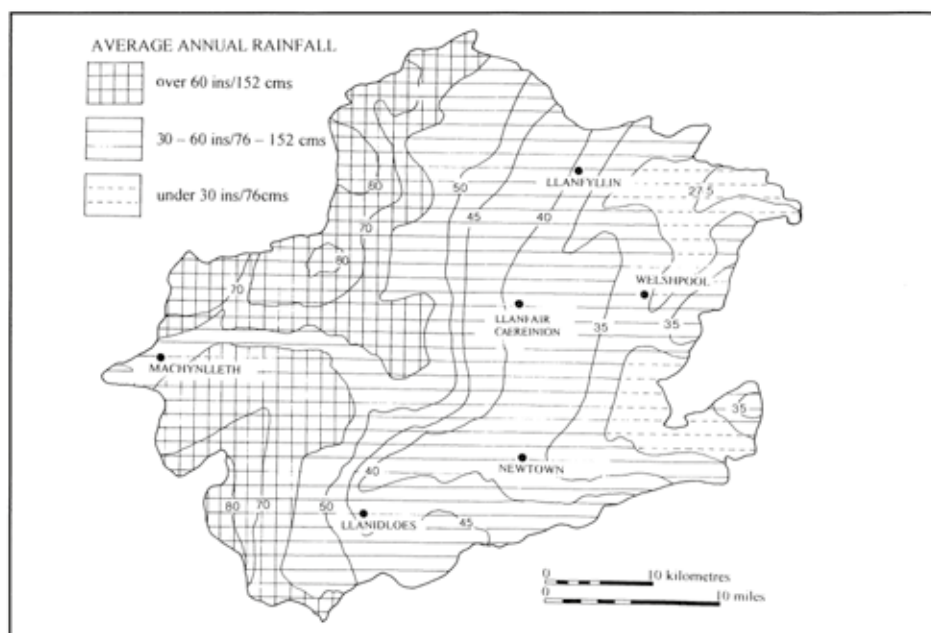 AVERAGE ANNUAL RAINFALL
over 60 ins/152 cms
30 – 60 ins/76 – 152 cms
under 30 ins/76cms
80
50
LLANFYLLIN
27.5
45
40
70
80
70
WELSHPOOL
LLANFAIR
CAEREINION
35
35
MACHYNLLETH
35
40
NEWTOWN
80
70
50
LLANIDLOES
45
0
10 kilometres
0
10 miles